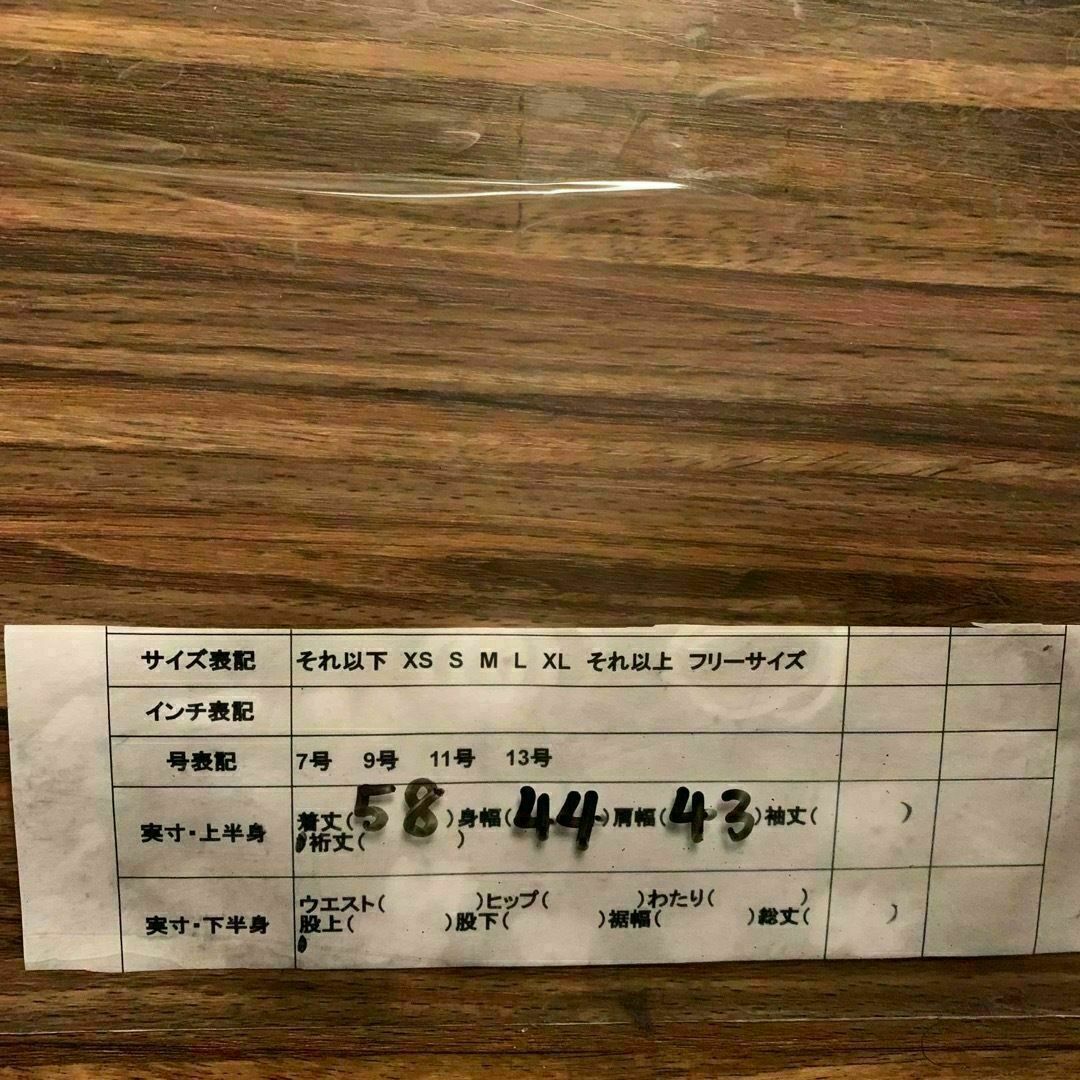 サイズ表記 それ以下 XS S M L XL それ以上 フリーサイズ
インチ表記
号表記 7号 9号 11号 13号
実寸・上半身 着丈(58)身幅(44)肩幅(43)袖丈( )
裄丈( )
実寸・下半身 ウエスト( )ヒップ( )わたり( )
股上( )股下( )裾幅( )総丈( )